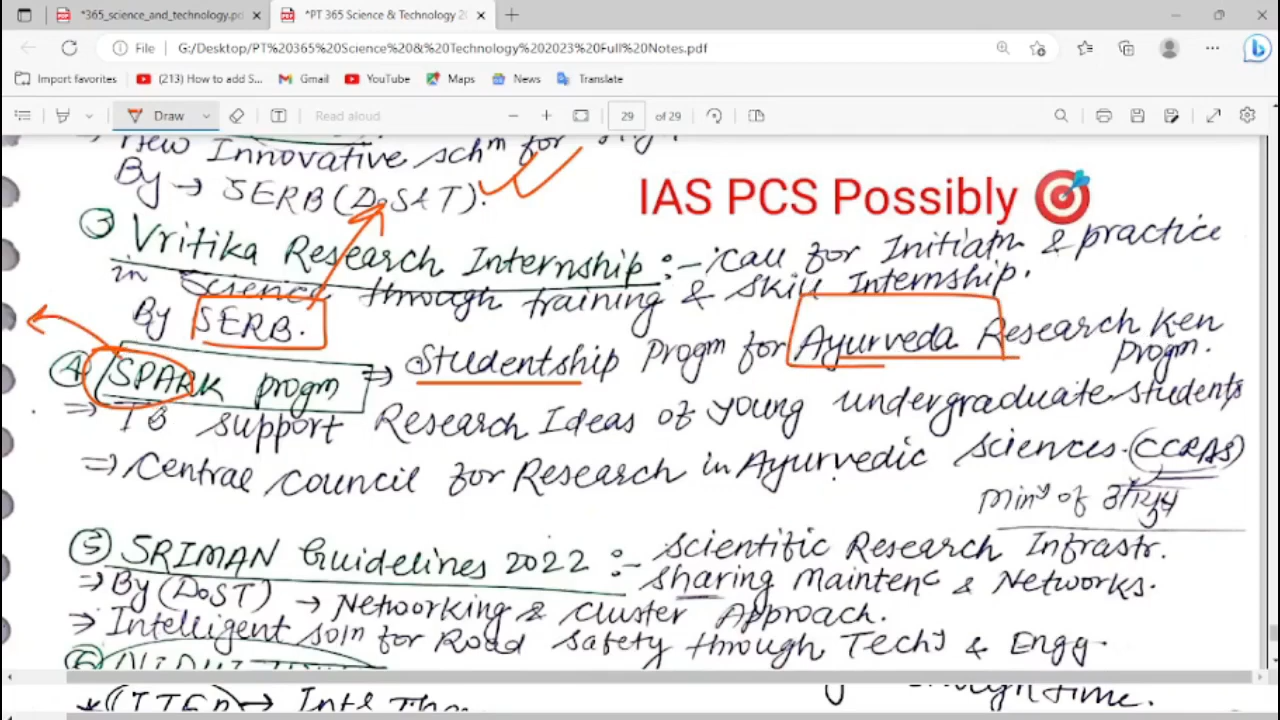 *365_science_and_technology.pd
*PT 365 Science & Technology 20
File
G:/Desktop/PT%20365%20Science%20&%20Technology%202023%20Full%20Notes.pdf
Import favorites
(213) How to add S...
Gmail
YouTube
Maps
News
Translate
Draw
Read aloud
29 of 29
New Innovative schm for
By → SERB (DoS&T).
IAS PCS Possibly
③ Vritika Research Internship :- call for Initiatn & practice
in Science through training & skill Internship.
By SERB.
④ SPARK progm ⇒ Studentship Progm for Ayurveda Research Ken
Progm.
⇒ To support Research Ideas of young undergraduate students
⇒ Central council for Research in Ayurvedic Sciences. (CCRAS)
Miny of आयुष
⑤ SRIMAN Guidelines 2022 :- Scientific Research Infrastr.
sharing Maintenc & Networks.
⇒ By (DoST) → Networking & cluster Approach.
⇒ Intelligent soln for Road Safety through Techy & Engg.
⑥